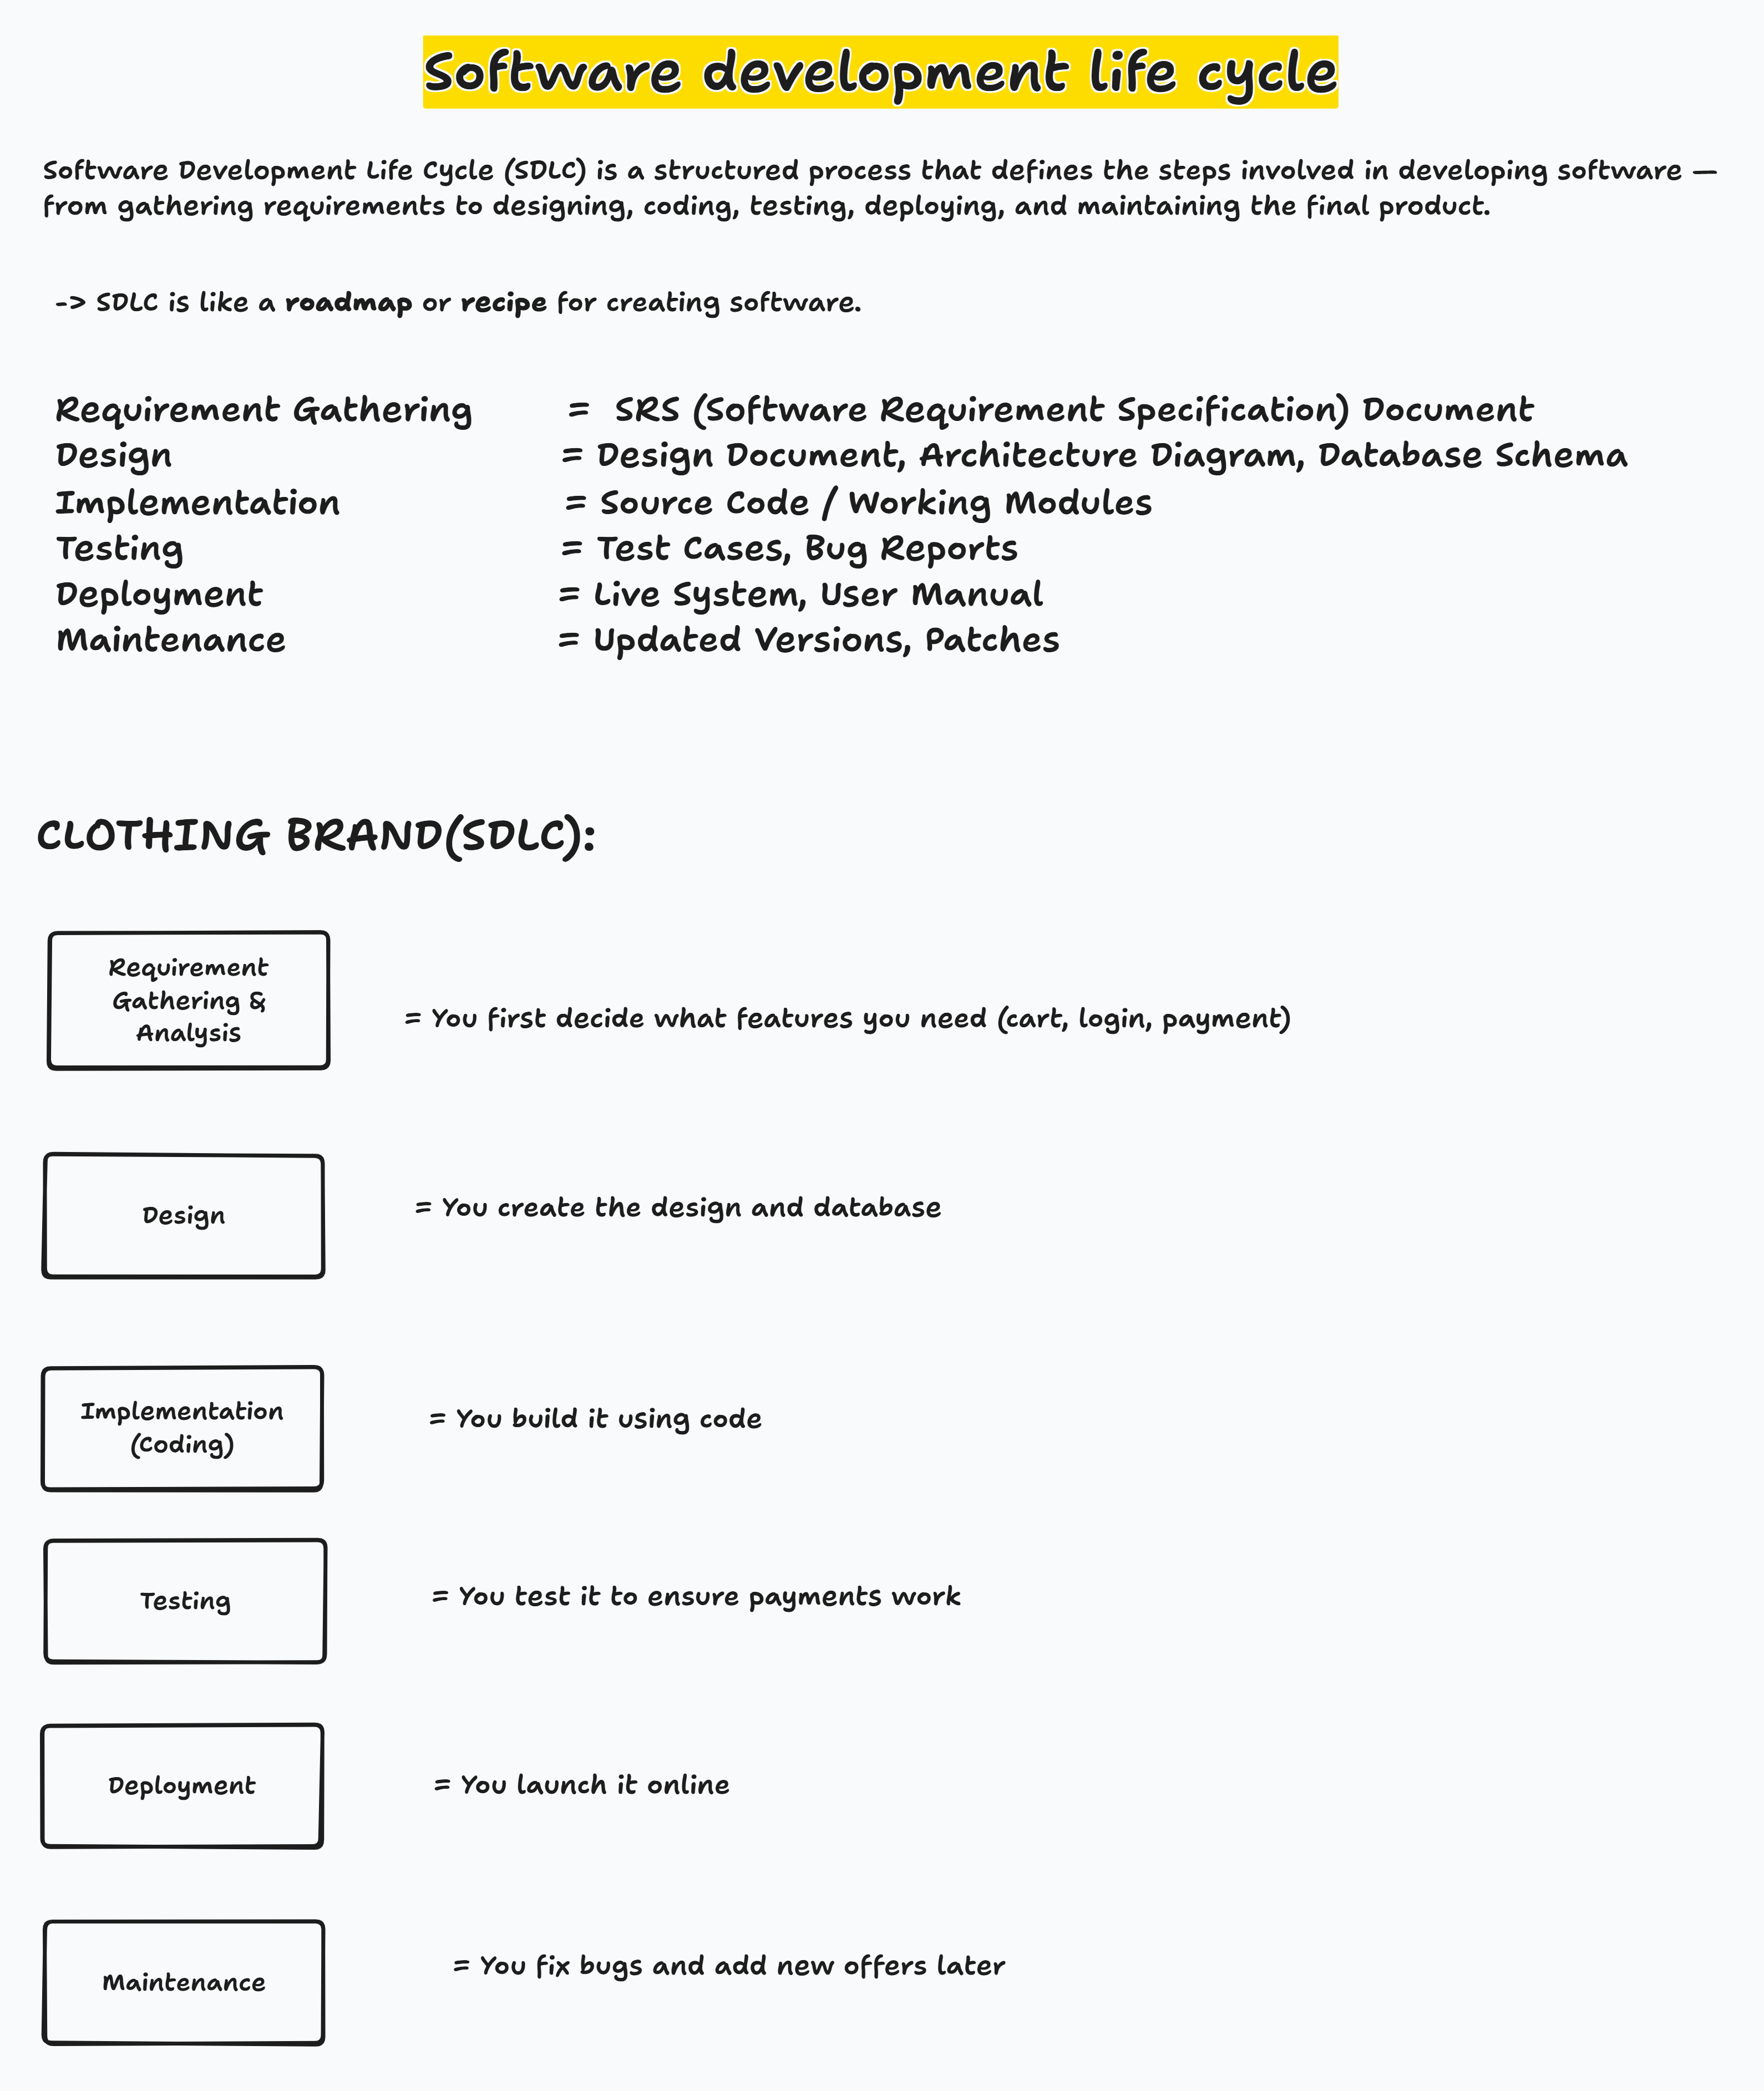 Software development life cycle
Software Development Life Cycle (SDLC) is a structured process that defines the steps involved in developing software —
from gathering requirements to designing, coding, testing, deploying, and maintaining the final product.
-> SDLC is like a roadmap or recipe for creating software.
Requirement Gathering = SRS (Software Requirement Specification) Document
Design = Design Document, Architecture Diagram, Database Schema
Implementation = Source Code / Working Modules
Testing = Test Cases, Bug Reports
Deployment = Live System, User Manual
Maintenance = Updated Versions, Patches
CLOTHING BRAND(SDLC):
Requirement
Gathering &
Analysis
= You first decide what features you need (cart, login, payment)
Design
= You create the design and database
Implementation
(Coding)
= You build it using code
Testing
= You test it to ensure payments work
Deployment
= You launch it online
Maintenance
= You fix bugs and add new offers later